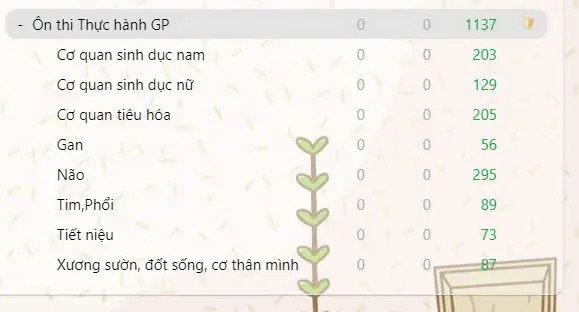 - Ôn thi Thực hành GP 0 0 1137
Cơ quan sinh dục nam 0 0 203
Cơ quan sinh dục nữ 0 0 129
Cơ quan tiêu hóa 0 0 205
Gan 0 0 56
Não 0 0 295
Tim,Phổi 0 0 89
Tiết niệu 0 0 73
Xương sườn, đốt sống, cơ thân mình 0 0 87